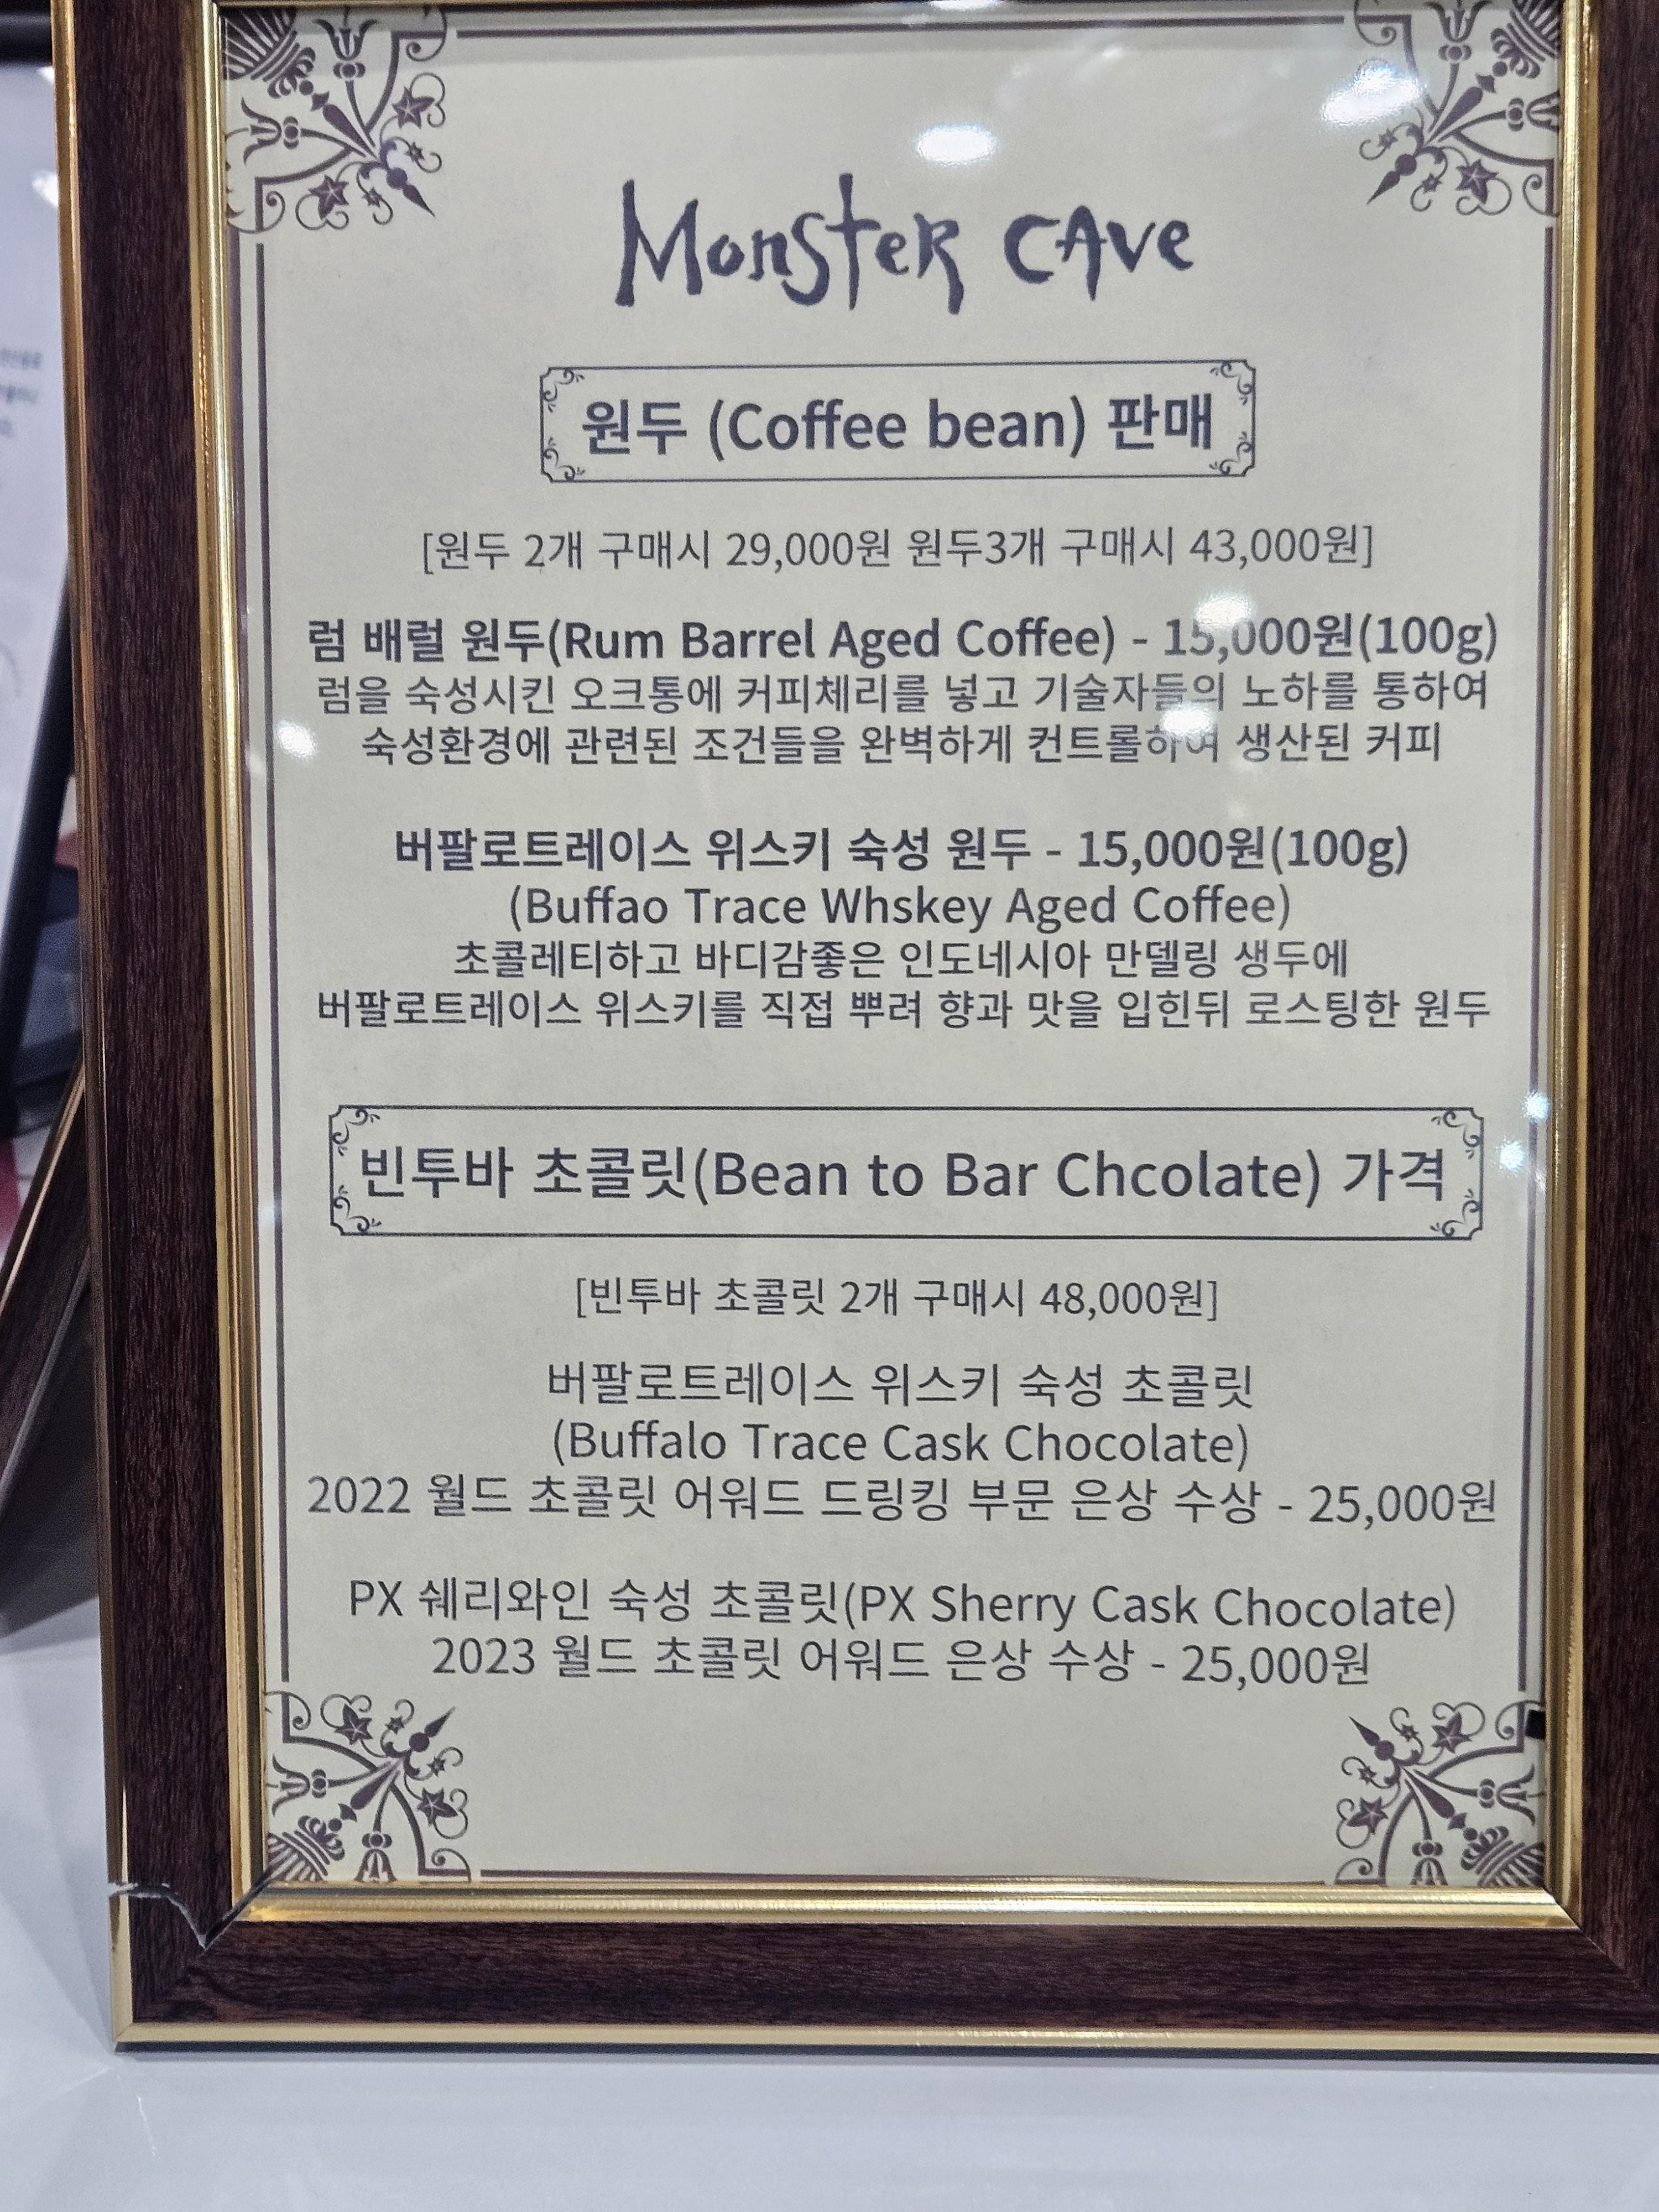 Monster Cave
원두 (Coffee bean) 판매
[원두 2개 구매시 29,000원 원두3개 구매시 43,000원]
럼 배럴 원두(Rum Barrel Aged Coffee) - 15,000원(100g)
럼을 숙성시킨 오크통에 커피체리를 넣고 기술자들의 노하를 통하여
숙성환경에 관련된 조건들을 완벽하게 컨트롤하여 생산된 커피
버팔로트레이스 위스키 숙성 원두 - 15,000원(100g)
(Buffao Trace Whskey Aged Coffee)
초콜레티하고 바디감좋은 인도네시아 만델링 생두에
버팔로트레이스 위스키를 직접 뿌려 향과 맛을 입힌뒤 로스팅한 원두
빈투바 초콜릿(Bean to Bar Chcolate) 가격
[빈투바 초콜릿 2개 구매시 48,000원]
버팔로트레이스 위스키 숙성 초콜릿
(Buffalo Trace Cask Chocolate)
2022 월드 초콜릿 어워드 드링킹 부문 은상 수상 - 25,000원
PX 쉐리와인 숙성 초콜릿(PX Sherry Cask Chocolate)
2023 월드 초콜릿 어워드 은상 수상 - 25,000원